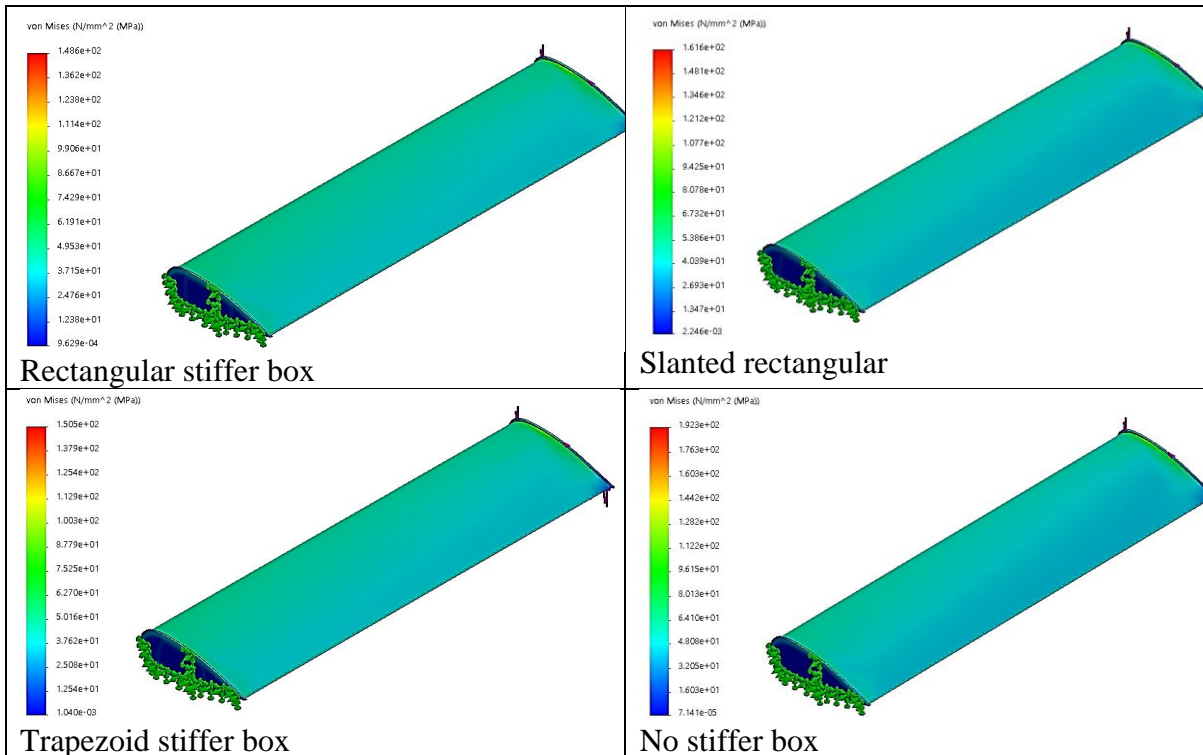 von Mises (N/mm^2 (MPa))
1.486e+02
1.362e+02
1.238e+02
1.114e+02
9.906e+01
8.667e+01
7.429e+01
6.191e+01
4.953e+01
3.715e+01
2.476e+01
1.238e+01
9.629e-04
Rectangular stiffer box
von Mises (N/mm^2 (MPa))
1.616e+02
1.481e+02
1.346e+02
1.212e+02
1.077e+02
9.425e+01
8.078e+01
6.732e+01
5.386e+01
4.039e+01
2.693e+01
1.347e+01
2.246e-03
Slanted rectangular
von Mises (N/mm^2 (MPa))
1.505e+02
1.379e+02
1.254e+02
1.129e+02
1.003e+02
8.779e+01
7.525e+01
6.270e+01
5.016e+01
3.762e+01
2.508e+01
1.254e+01
1.040e-03
Trapezoid stiffer box
von Mises (N/mm^2 (MPa))
1.923e+02
1.763e+02
1.603e+02
1.442e+02
1.282e+02
1.122e+02
9.616e+01
8.013e+01
6.410e+01
4.808e+01
3.205e+01
1.603e+01
7.141e-05
No stiffer box